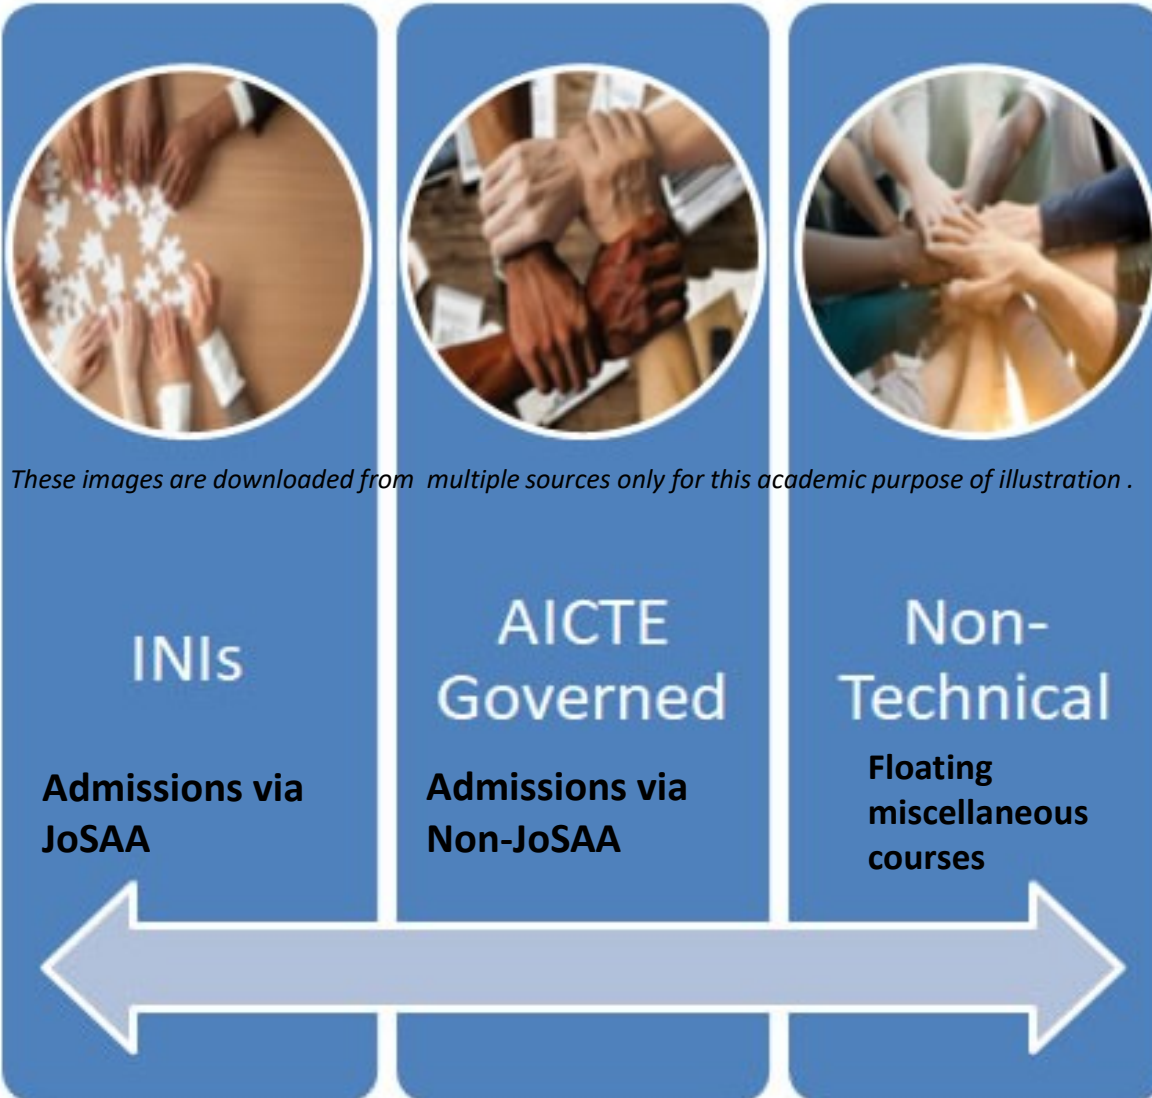 These images are downloaded from multiple sources only for this academic purpose of illustration .
INIs
Admissions via
JoSAA
AICTE
Governed
Admissions via
Non-JoSAA
Non-
Technical
Floating
miscellaneous
courses